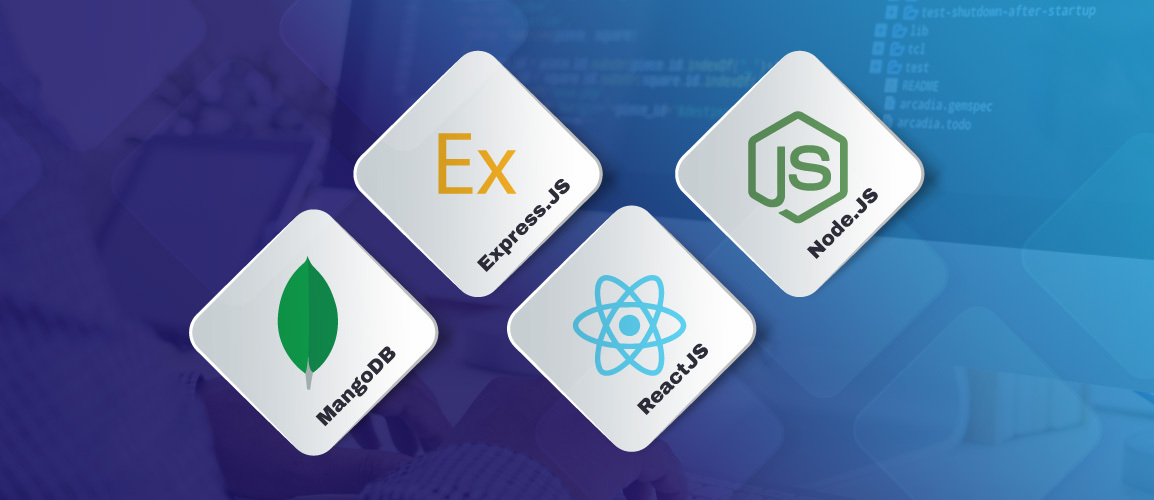 test-shutdown-after-startup
lib
tcl
test
README
arcadia.gemspec
arcadia.todo
Ex
Express.JS
JS
Node.JS
MangoDB
ReactJS